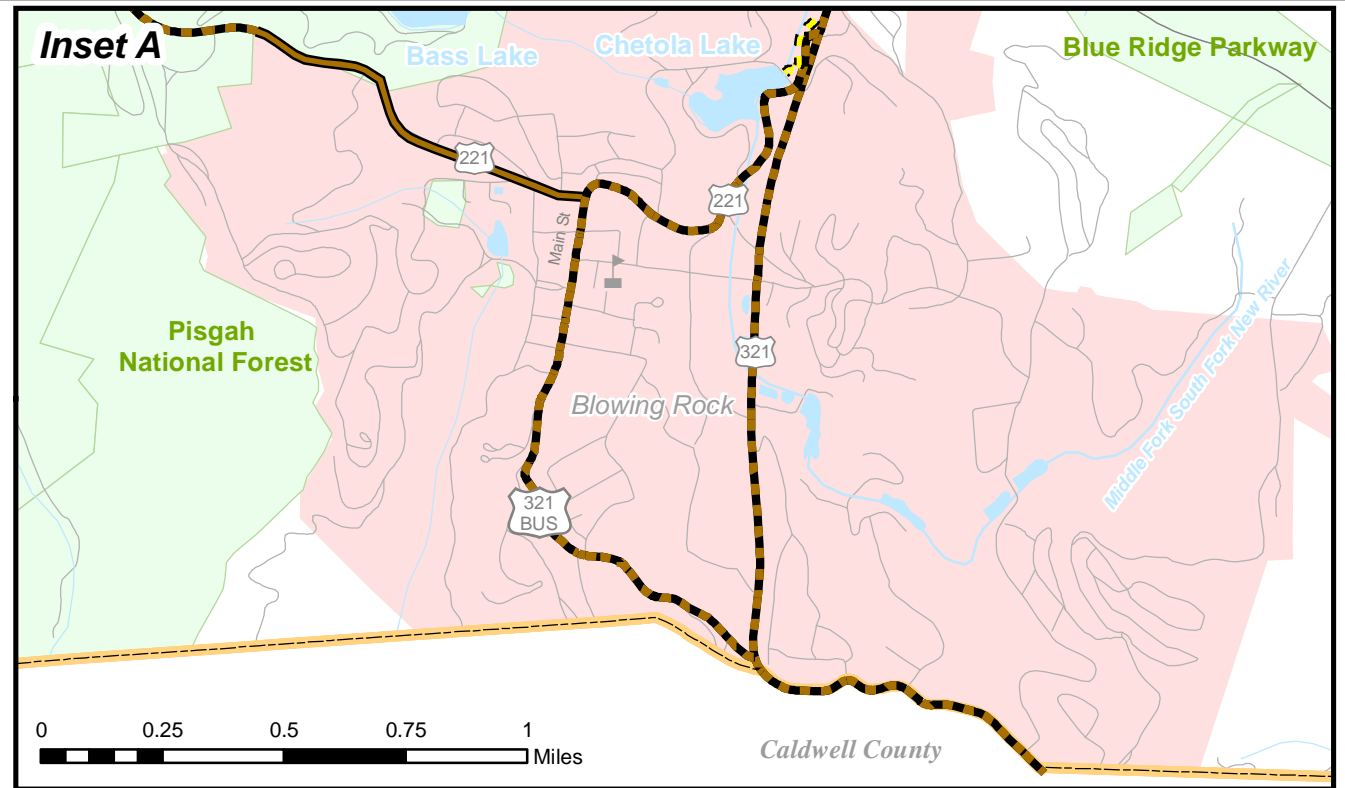 Inset A
Bass Lake
Chetola Lake
Blue Ridge Parkway
221
221
Main St
Pisgah
National Forest
321
Blowing Rock
Middle Fork South Fork New River
321
BUS
0 0.25 0.5 0.75 1
Miles
Caldwell County